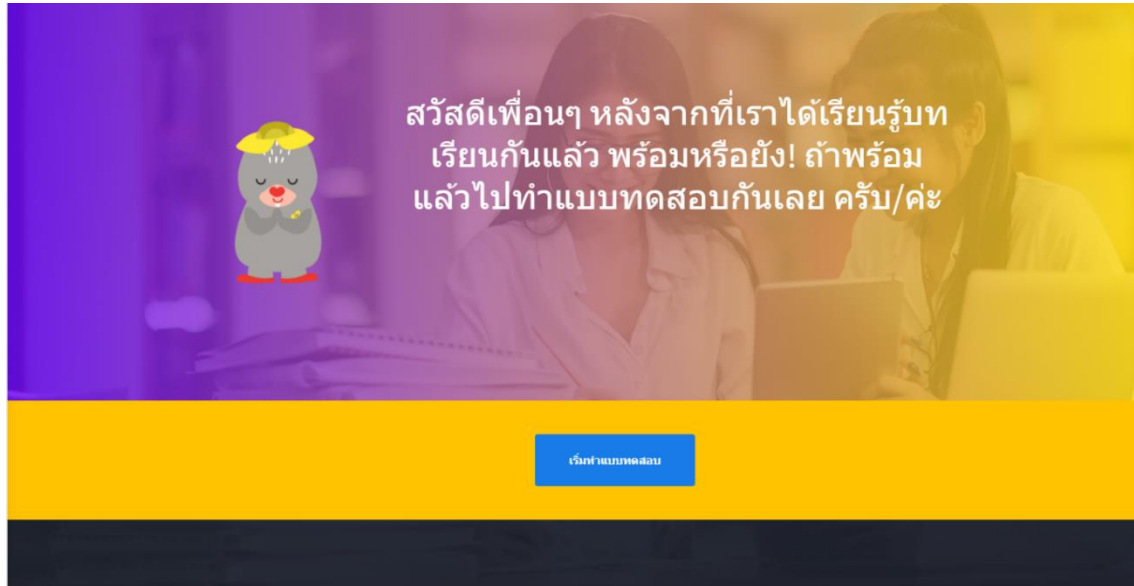 สวัสดีเพื่อนๆ หลังจากที่เราได้เรียนรู้บท
เรียนกันแล้ว พร้อมหรือยัง! ถ้าพร้อม
แล้วไปทำแบบทดสอบกันเลย ครับ/ค่ะ
เริ่มทำแบบทดสอบ